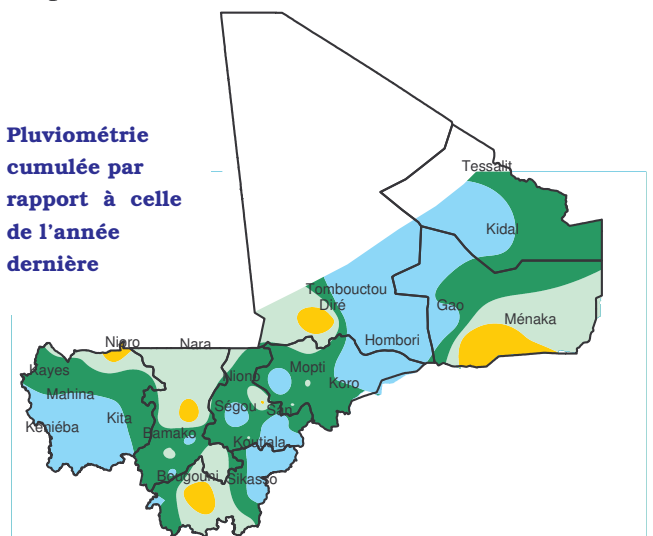 Pluviométrie
cumulée par
rapport à celle
de l'année
dernière
Tessalit
Kidal
Tombouctou
Diré
Gao
Ménaka
Hombori
Nioro
Nara
Kayes
Niono
Mopti
Koro
Mahina
Kita
Ségou
San
Kéniéba
Bamako
Koutiala
Bougouni
Sikasso